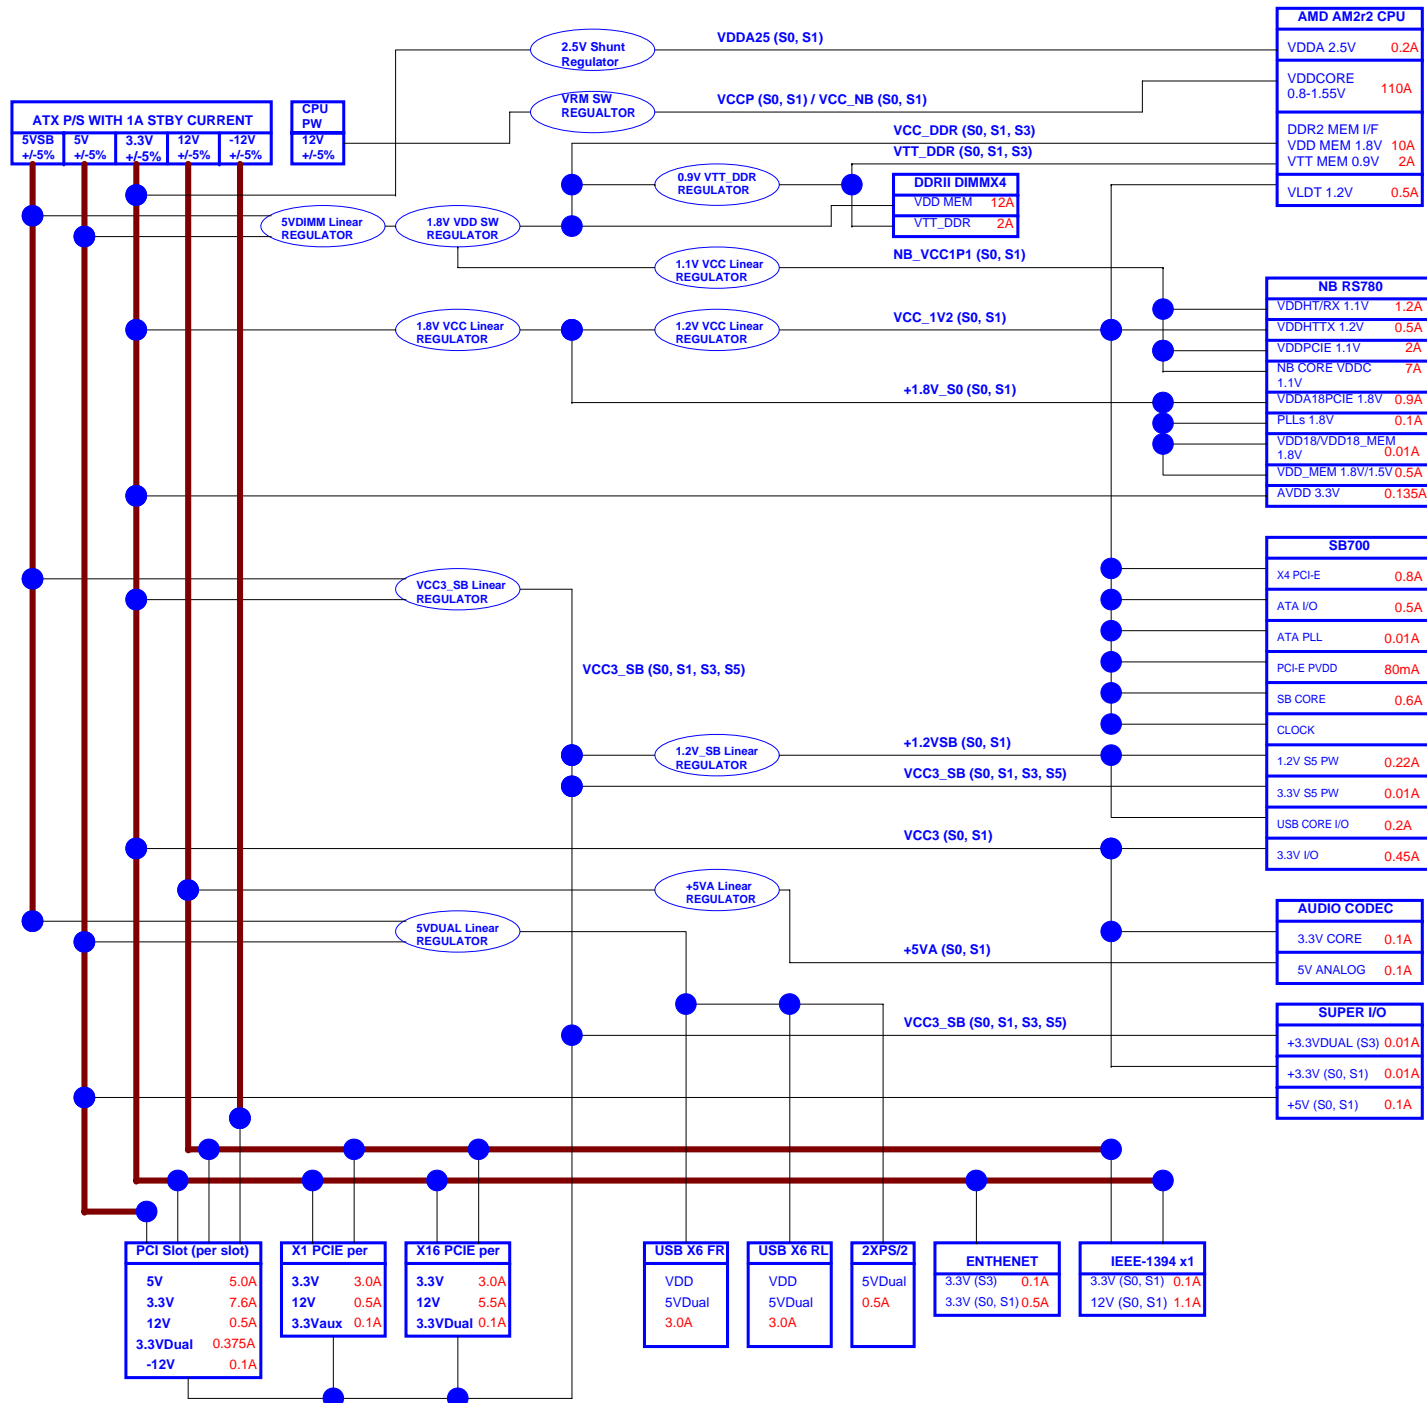 AMD AM2r2 CPU
VDDA 2.5V 0.2A
VDDCORE
0.8-1.55V 110A
DDR2 MEM I/F
VDD MEM 1.8V 10A
VTT MEM 0.9V 2A
VLDT 1.2V 0.5A
2.5V Shunt
Regulator
VDDA25 (S0, S1)
VRM SW
REGUALTOR
VCCP (S0, S1) / VCC_NB (S0, S1)
ATX P/S WITH 1A STBY CURRENT
5VSB
+/-5%
5V
+/-5%
3.3V
+/-5%
12V
+/-5%
-12V
+/-5%
CPU
PW
12V
+/-5%
VCC_DDR (S0, S1, S3)
VTT_DDR (S0, S1, S3)
0.9V VTT_DDR
REGULATOR
DDRII DIMMX4
VDD MEM 12A
VTT_DDR 2A
5VDIMM Linear
REGULATOR
1.8V VDD SW
REGULATOR
1.1V VCC Linear
REGULATOR
NB_VCC1P1 (S0, S1)
1.8V VCC Linear
REGULATOR
1.2V VCC Linear
REGULATOR
VCC_1V2 (S0, S1)
+1.8V_S0 (S0, S1)
NB RS780
VDDHT/RX 1.1V 1.2A
VDDHTTX 1.2V 0.5A
VDDPCIE 1.1V 2A
NB CORE VDDC 7A
1.1V
VDDA18PCIE 1.8V 0.9A
PLLs 1.8V 0.1A
VDD18/VDD18_MEM
1.8V 0.01A
VDD_MEM 1.8V/1.5V 0.5A
AVDD 3.3V 0.135A
VCC3_SB Linear
REGULATOR
VCC3_SB (S0, S1, S3, S5)
SB700
X4 PCI-E 0.8A
ATA I/O 0.5A
ATA PLL 0.01A
PCI-E PVDD 80mA
SB CORE 0.6A
CLOCK
1.2V S5 PW 0.22A
3.3V S5 PW 0.01A
USB CORE I/O 0.2A
3.3V I/O 0.45A
1.2V_SB Linear
REGULATOR
+1.2VSB (S0, S1)
VCC3_SB (S0, S1, S3, S5)
VCC3 (S0, S1)
+5VA Linear
REGULATOR
5VDUAL Linear
REGULATOR
+5VA (S0, S1)
AUDIO CODEC
3.3V CORE 0.1A
5V ANALOG 0.1A
VCC3_SB (S0, S1, S3, S5)
SUPER I/O
+3.3VDUAL (S3) 0.01A
+3.3V (S0, S1) 0.01A
+5V (S0, S1) 0.1A
PCI Slot (per slot)
5V 5.0A
3.3V 7.6A
12V 0.5A
3.3VDual 0.375A
-12V 0.1A
X1 PCIE per
3.3V 3.0A
12V 0.5A
3.3Vaux 0.1A
X16 PCIE per
3.3V 3.0A
12V 5.5A
3.3VDual 0.1A
USB X6 FR
VDD
5VDual
3.0A
USB X6 RL
VDD
5VDual
3.0A
2XPS/2
5VDual
0.5A
ENTHENET
3.3V (S3) 0.1A
3.3V (S0, S1) 0.5A
IEEE-1394 x1
3.3V (S0, S1) 0.1A
12V (S0, S1) 1.1A